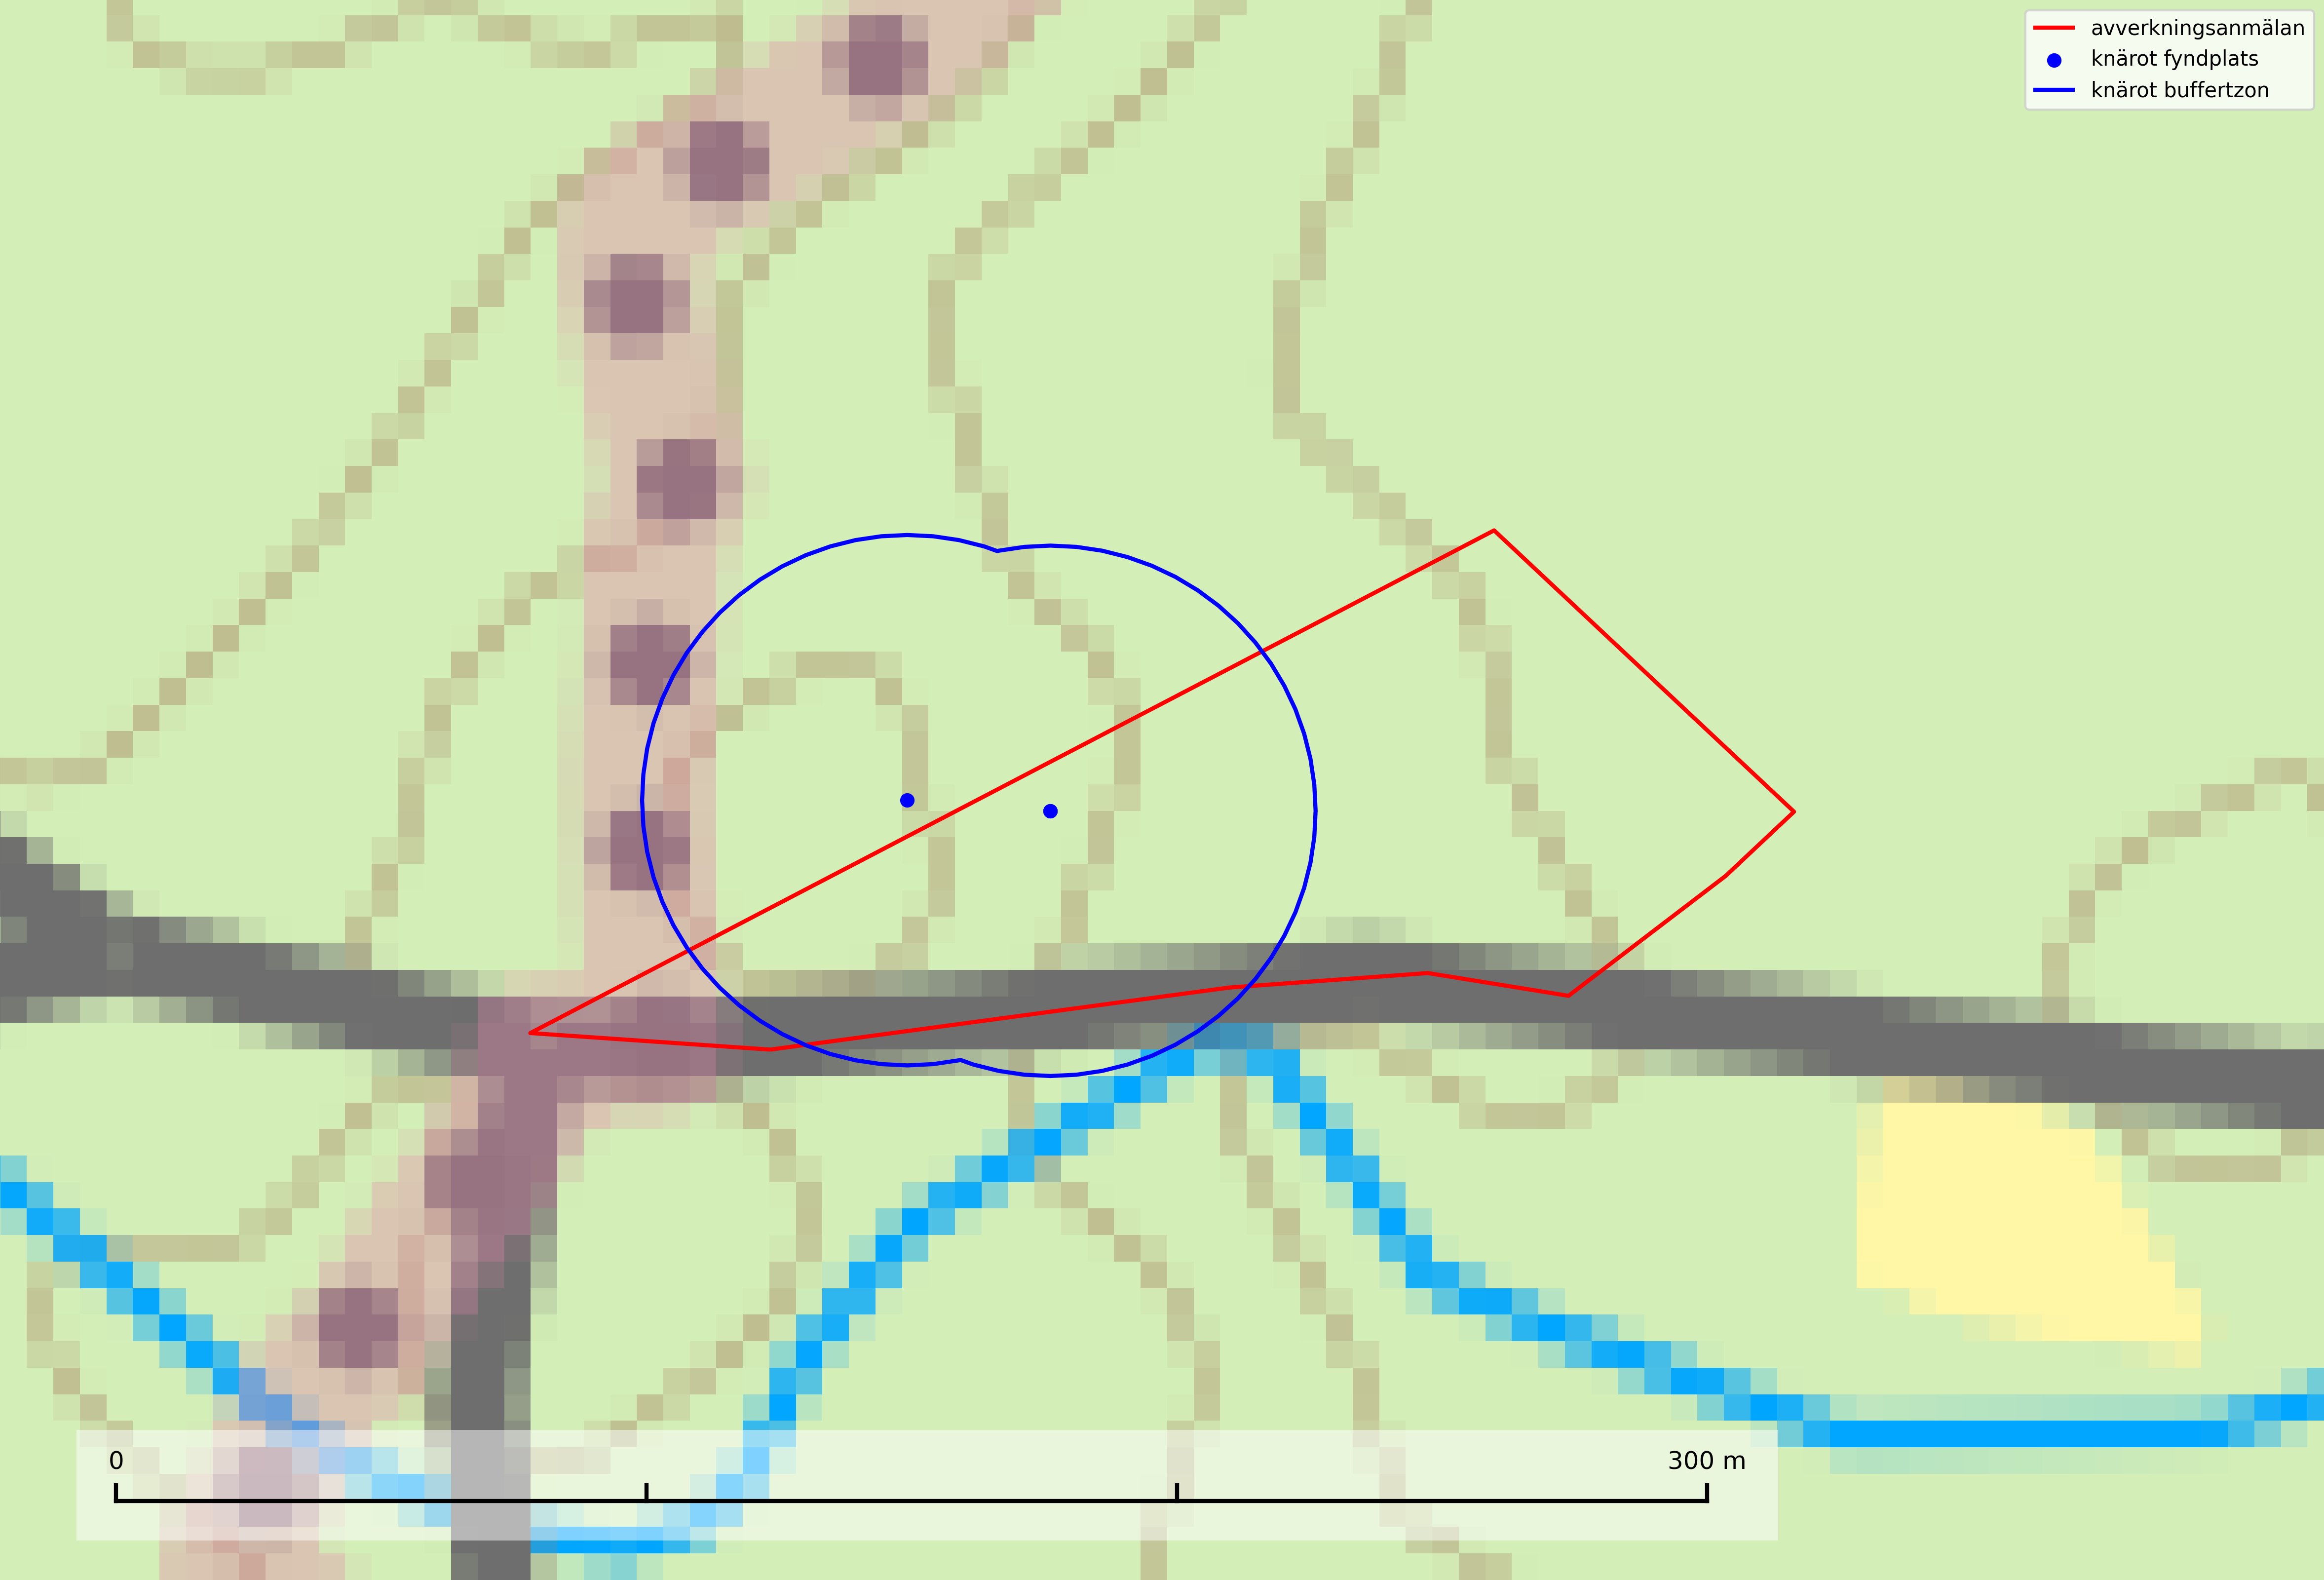 avverkningsanmälan
knärot fyndplats
knärot buffertzon
0 300 m